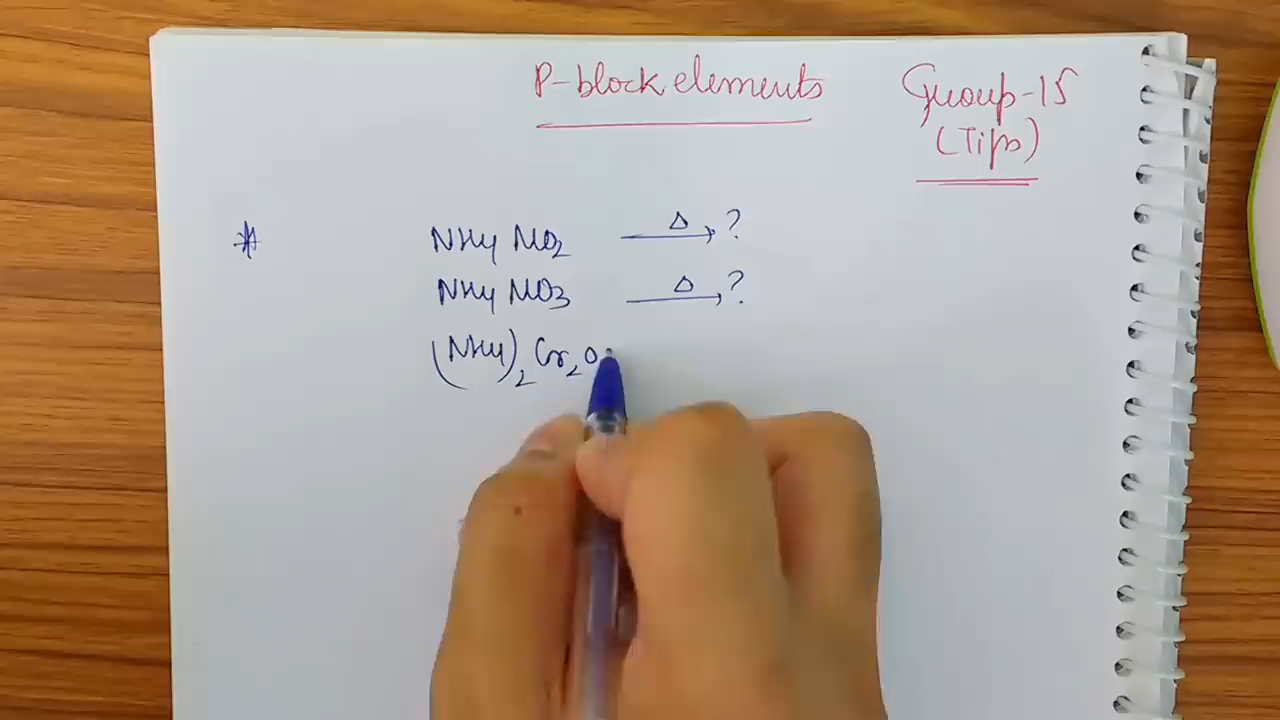 P-block elements
Group-15
(Tips)
* NH4 NO2 Δ→ ?
NH4 NO3 Δ→ ?
(NH4)2 Cr2O